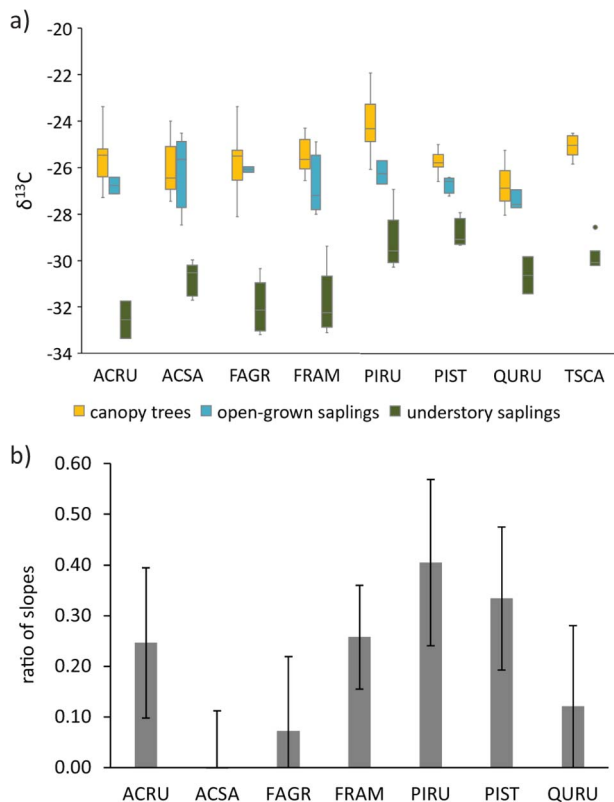 a)
-20
-22
-24
-26
-28
-30
-32
-34
δ¹³C
ACRU ACSA FAGR FRAM PIRU PIST QURU TSCA
canopy trees open-grown saplings understory saplings
b)
0.60
0.50
0.40
0.30
0.20
0.10
0.00
ratio of slopes
ACRU ACSA FAGR FRAM PIRU PIST QURU